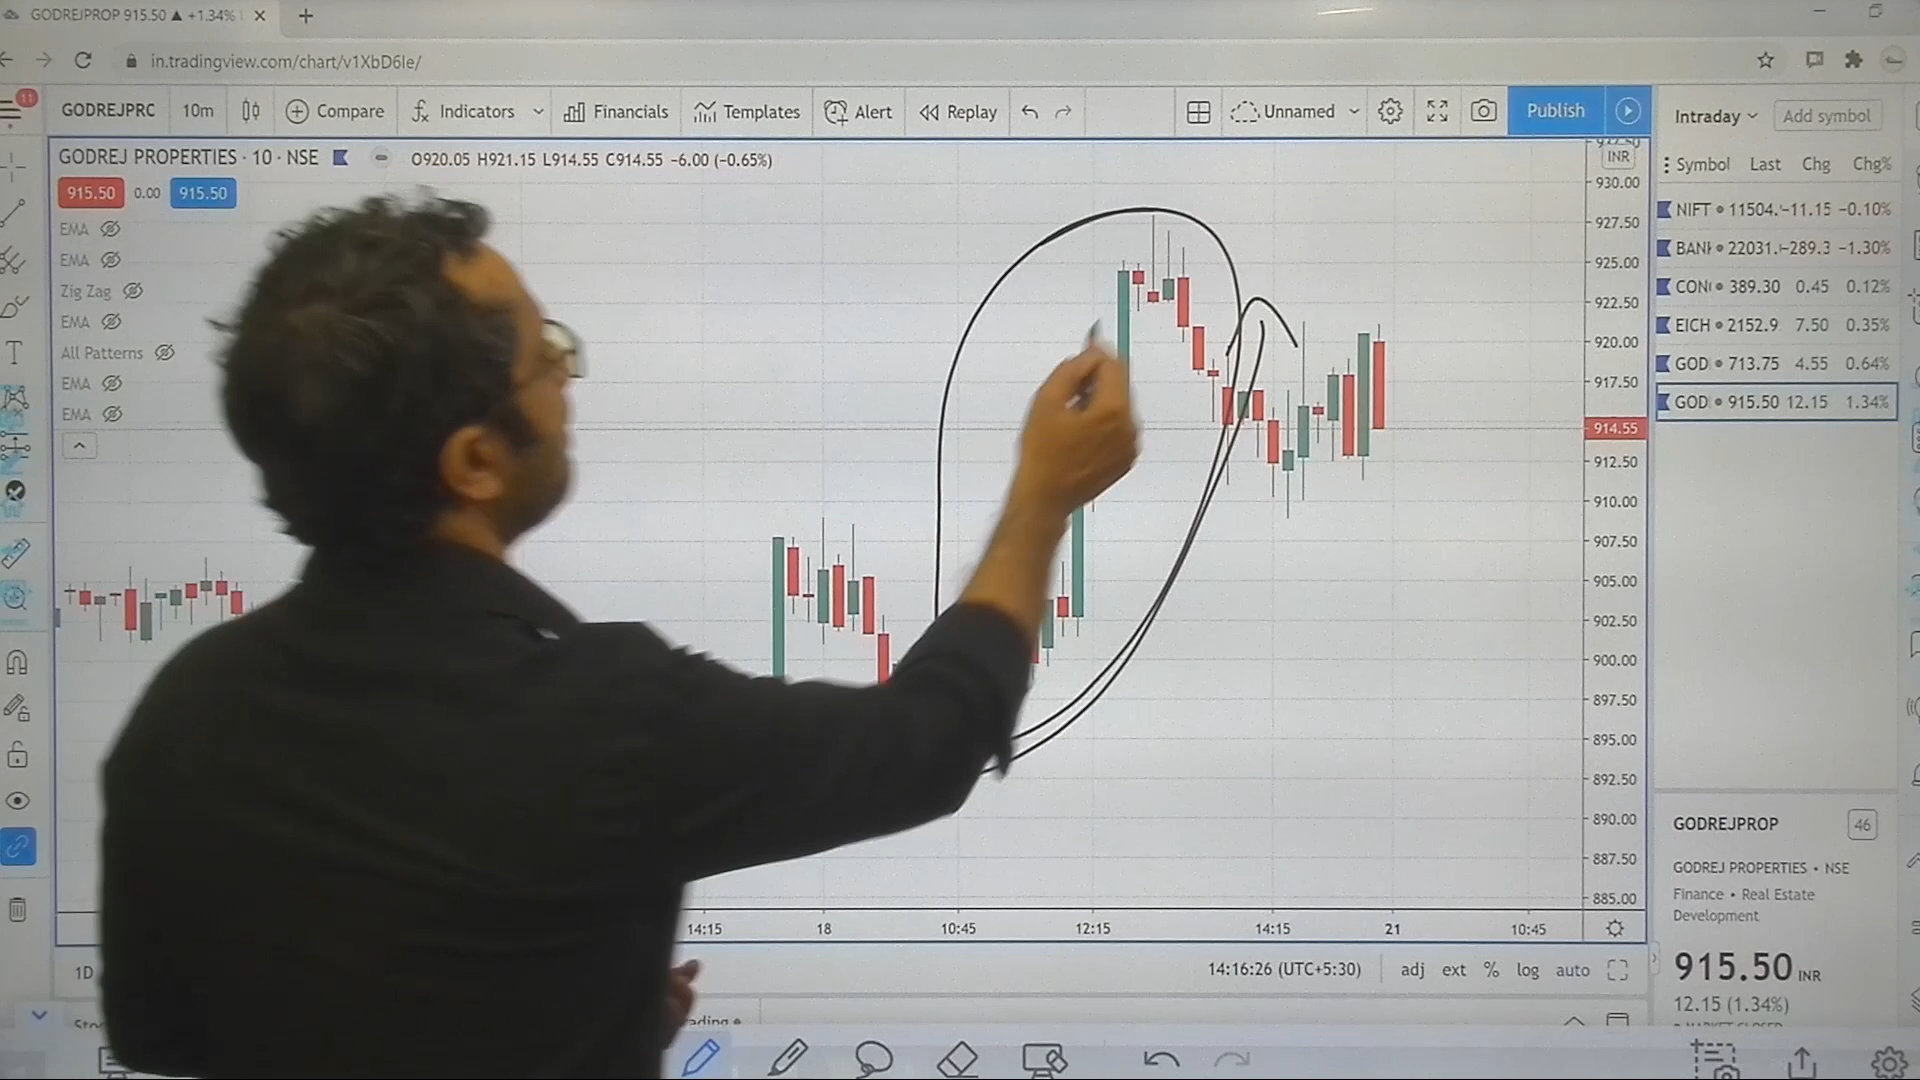 GODREJPROP 915.50 ▲ +1.34%
in.tradingview.com/chart/v1XbD6Ie/
11
GODREJPRC 10m Compare Indicators Financials Templates Alert Replay Unnamed Publish
Intraday Add symbol
GODREJ PROPERTIES · 10 · NSE O920.05 H921.15 L914.55 C914.55 −6.00 (−0.65%)
INR
Symbol Last Chg Chg%
915.50 0.00 915.50
930.00
NIFT 11504. -11.15 −0.10%
EMA
927.50
BANK 22031. -289.3 −1.30%
EMA
925.00
CON 389.30 0.45 0.12%
Zig Zag
922.50
EMA
EICH 2152.9 7.50 0.35%
920.00
All Patterns
GOD 713.75 4.55 0.64%
EMA
917.50
GOD 915.50 12.15 1.34%
EMA
914.55
912.50
910.00
907.50
905.00
902.50
900.00
897.50
895.00
892.50
890.00
887.50
885.00
GODREJPROP 46
GODREJ PROPERTIES • NSE
Finance • Real Estate
Development
915.50 INR
12.15 (1.34%)
14:15 18 10:45 12:15 14:15 21 10:45
1D 14:16:26 (UTC+5:30) adj ext % log auto